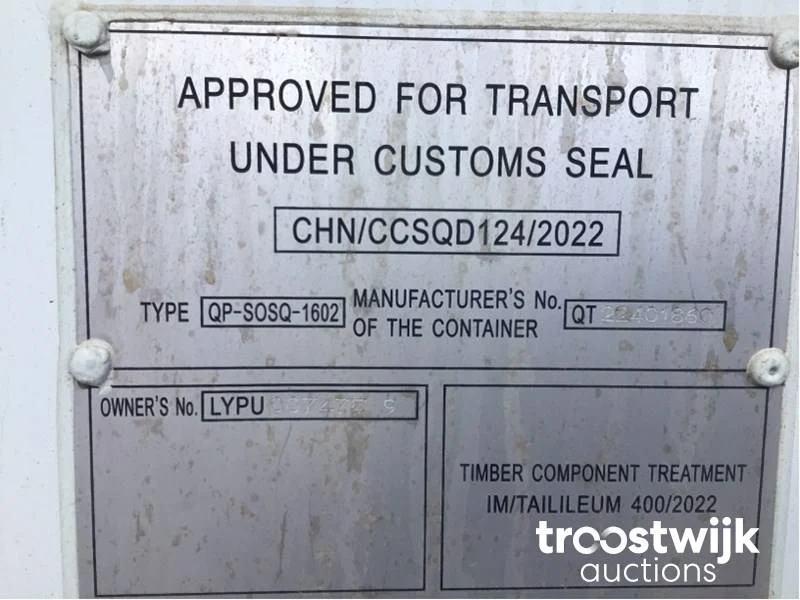 APPROVED FOR TRANSPORT
UNDER CUSTOMS SEAL
CHN/CCSQD124/2022
TYPE QP-SOSQ-1602 MANUFACTURER'S No. QT
OF THE CONTAINER
OWNER'S No. LYPU
TIMBER COMPONENT TREATMENT
IM/TAILILEUM 400/2022
troostwijk
auctions